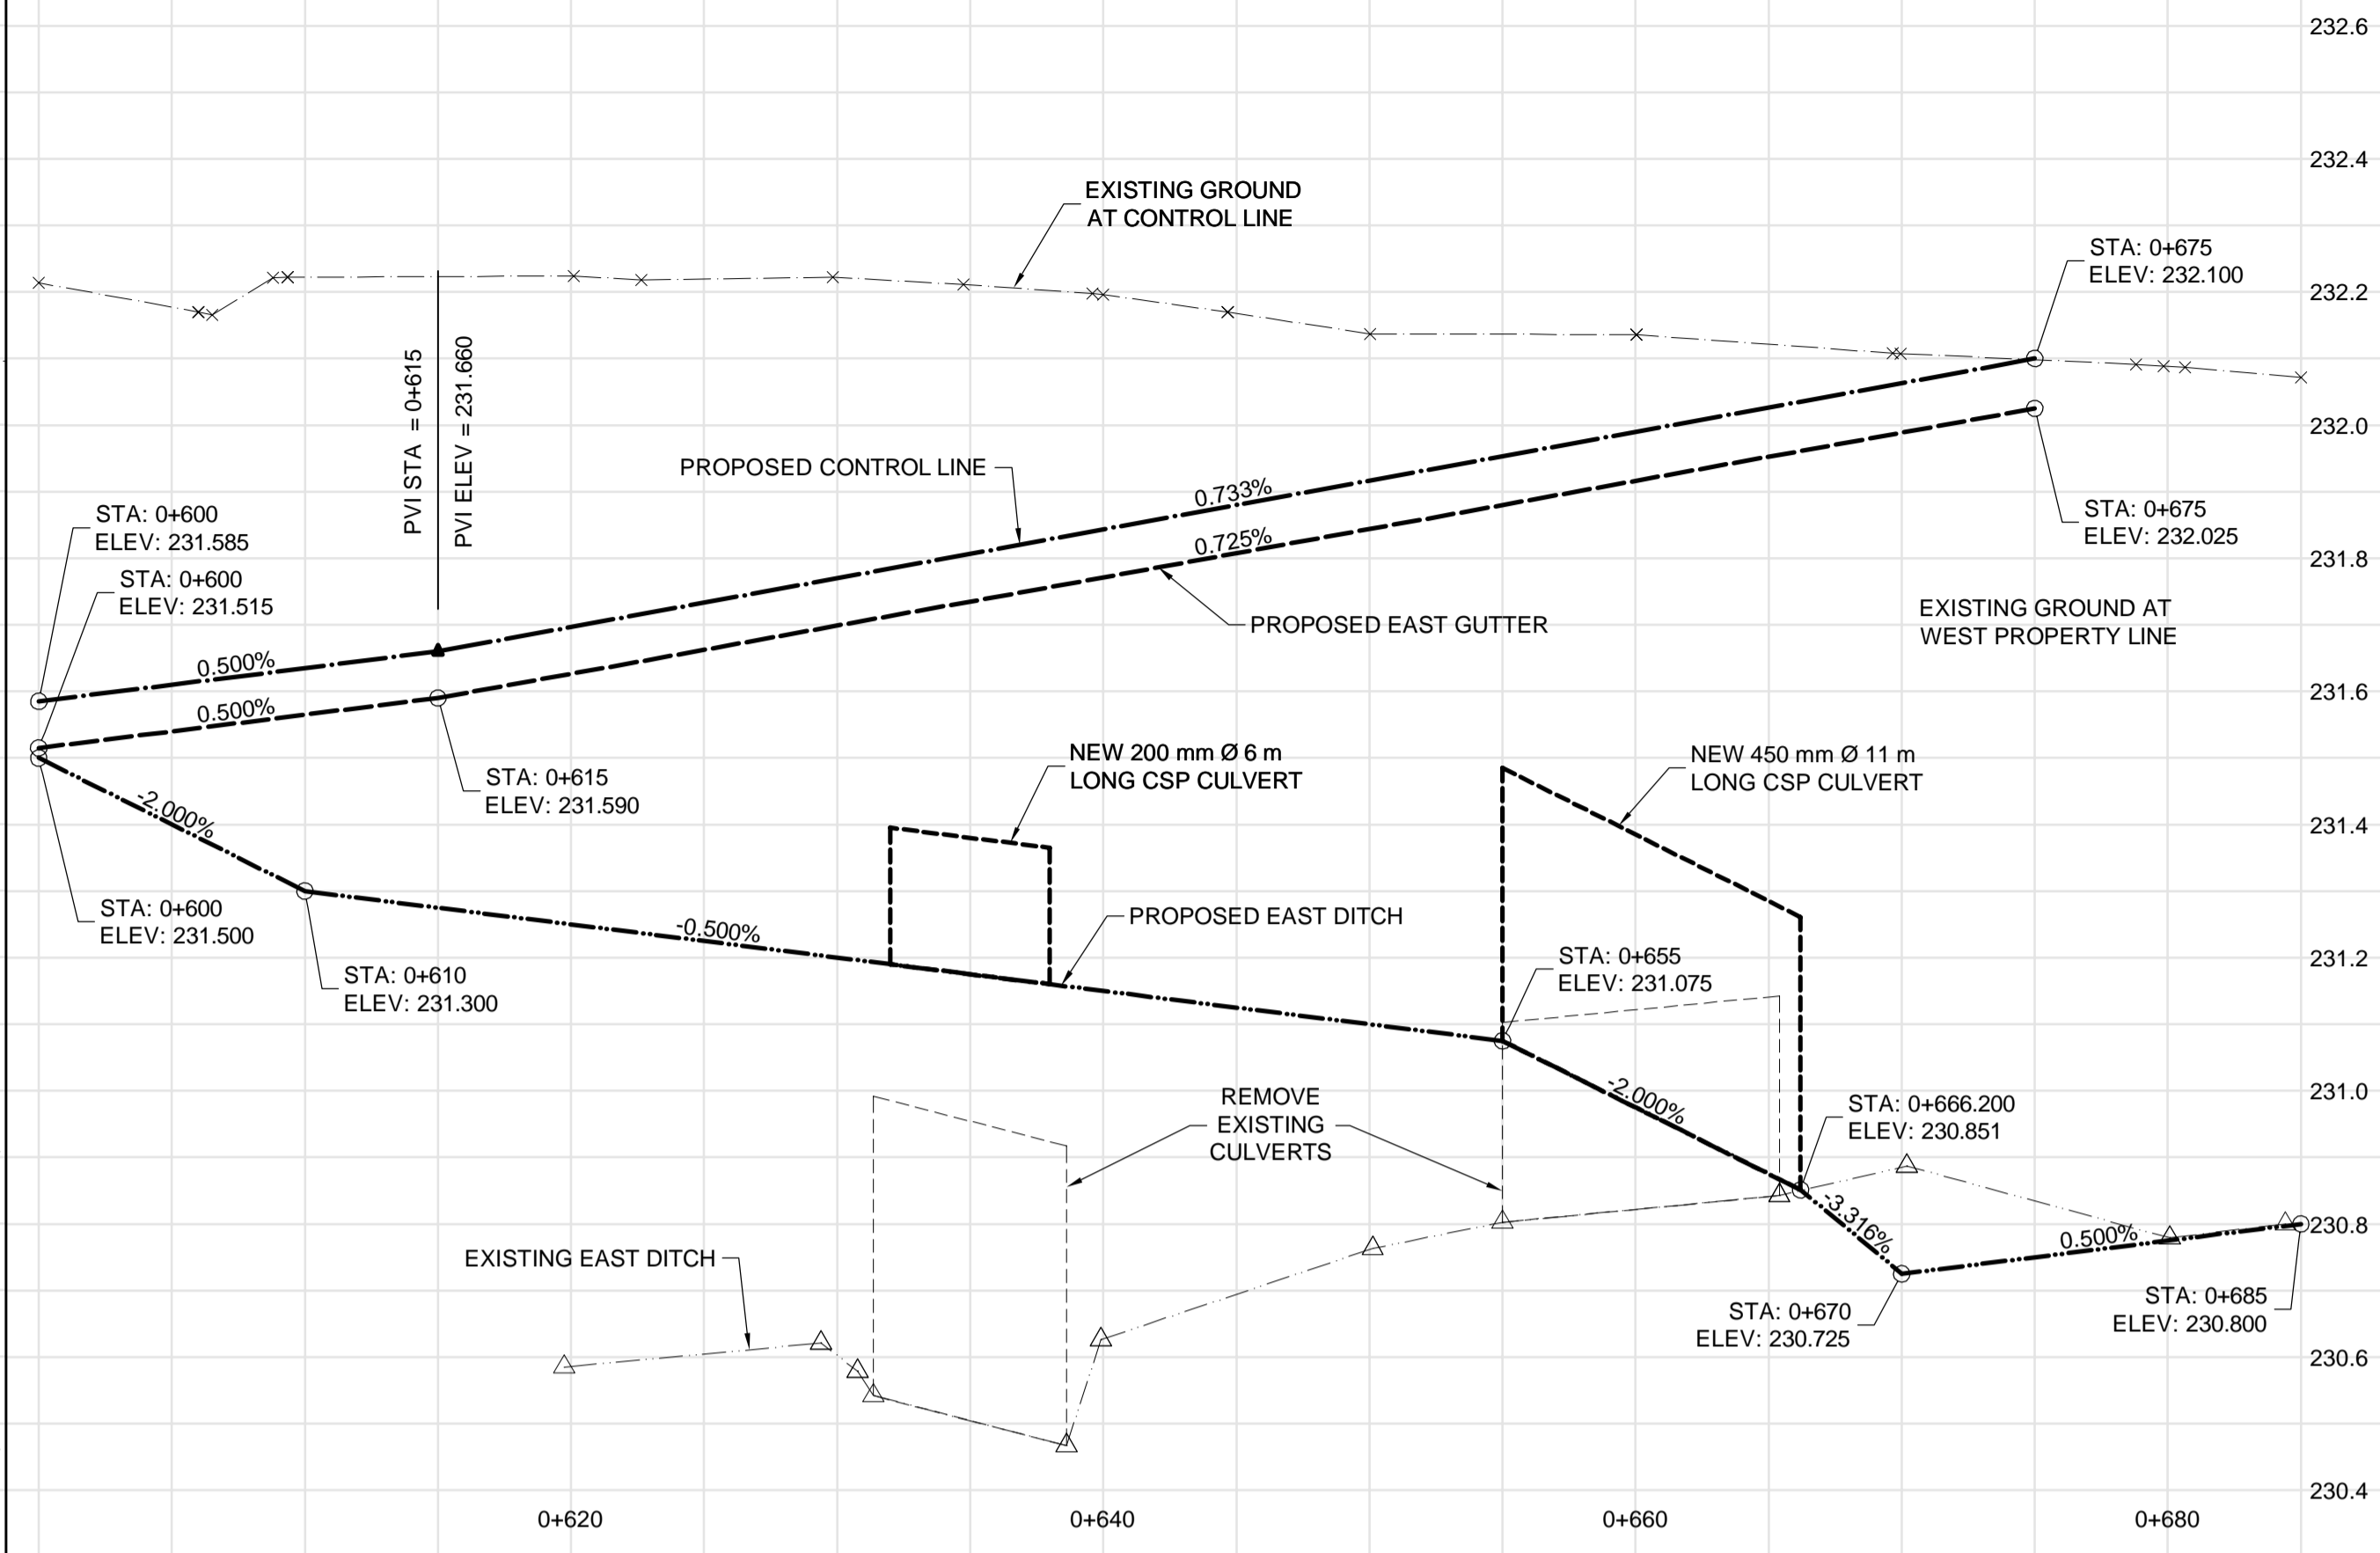 232.6
232.4
EXISTING GROUND
AT CONTROL LINE
STA: 0+675
ELEV: 232.100
232.2
PVI STA = 0+615
PVI ELEV = 231.660
232.0
PROPOSED CONTROL LINE
0.733%
STA: 0+600
ELEV: 231.585
STA: 0+675
ELEV: 232.025
0.725%
231.8
STA: 0+600
ELEV: 231.515
PROPOSED EAST GUTTER
EXISTING GROUND AT
WEST PROPERTY LINE
0.500%
231.6
0.500%
NEW 200 mm Ø 6 m
LONG CSP CULVERT
NEW 450 mm Ø 11 m
LONG CSP CULVERT
STA: 0+615
ELEV: 231.590
-2.000%
231.4
STA: 0+600
ELEV: 231.500
-0.500%
PROPOSED EAST DITCH
231.2
STA: 0+610
ELEV: 231.300
STA: 0+655
ELEV: 231.075
REMOVE
EXISTING
CULVERTS
-2.000%
231.0
STA: 0+666.200
ELEV: 230.851
-3.316%
0.500%
230.8
EXISTING EAST DITCH
STA: 0+670
ELEV: 230.725
STA: 0+685
ELEV: 230.800
230.6
230.4
0+620
0+640
0+660
0+680